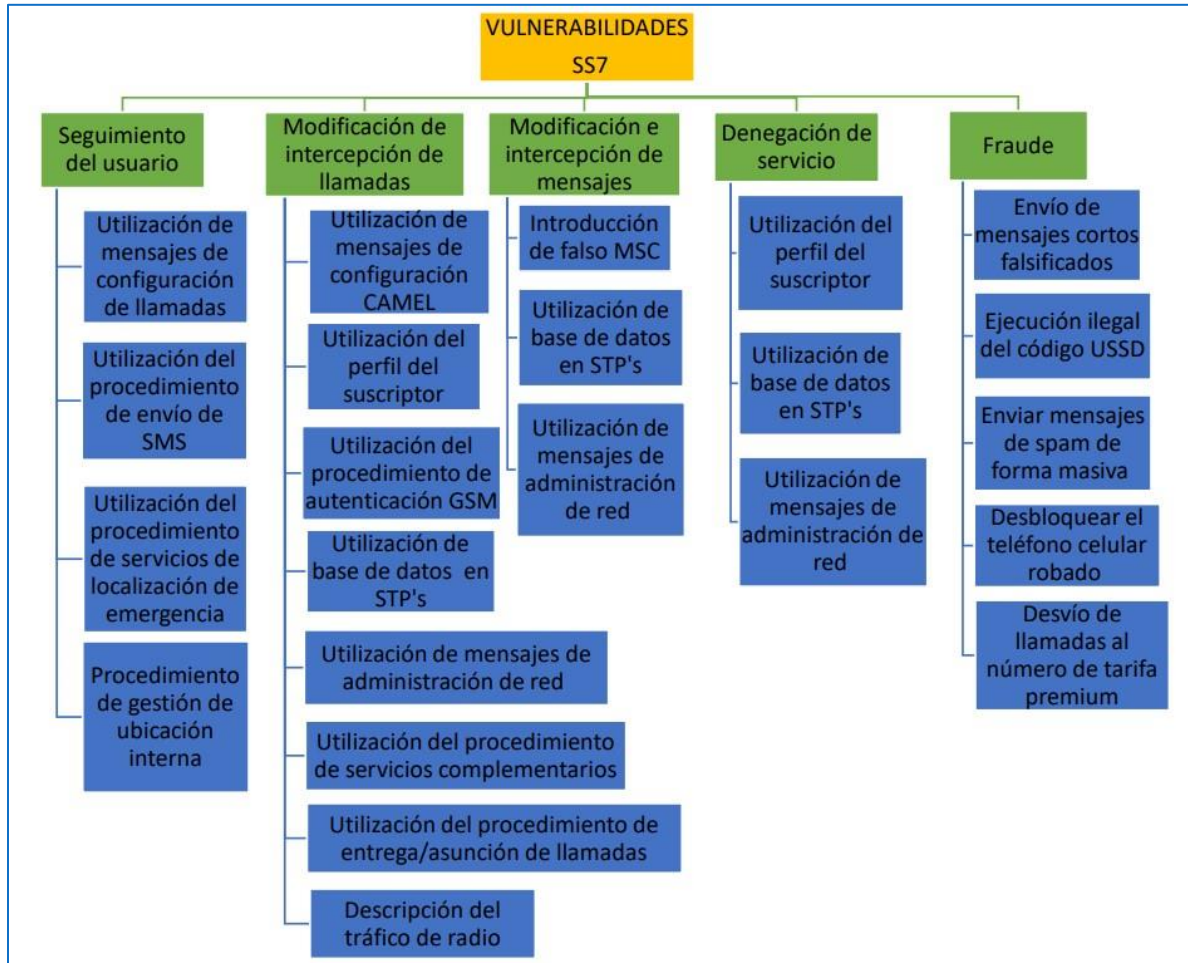 VULNERABILIDADES
SS7
Seguimiento
del usuario
Utilización de
mensajes de
configuración
de llamadas
Utilización del
procedimiento
de envío de
SMS
Utilización del
procedimiento
de servicios de
localización de
emergencia
Procedimiento
de gestión de
ubicación
interna
Modificación de
intercepción de
llamadas
Utilización de
mensajes de
configuración
CAMEL
Utilización del
perfil del
suscriptor
Utilización del
procedimiento de
autenticación GSM
Utilización de
base de datos en
STP's
Utilización de mensajes de
administración de red
Utilización del procedimiento
de servicios complementarios
Utilización del procedimiento de
entrega/asunción de llamadas
Descripción del
tráfico de radio
Modificación e
intercepción de
mensajes
Introducción
de falso MSC
Utilización de
base de datos
en STP's
Utilización de
mensajes de
administración
de red
Denegación de
servicio
Utilización del
perfil del
suscriptor
Utilización de
base de datos
en STP's
Utilización de
mensajes de
administración de
red
Fraude
Envío de
mensajes cortos
falsificados
Ejecución ilegal
del código USSD
Enviar mensajes
de spam de
forma masiva
Desbloquear el
teléfono celular
robado
Desvío de
llamadas al
número de tarifa
premium